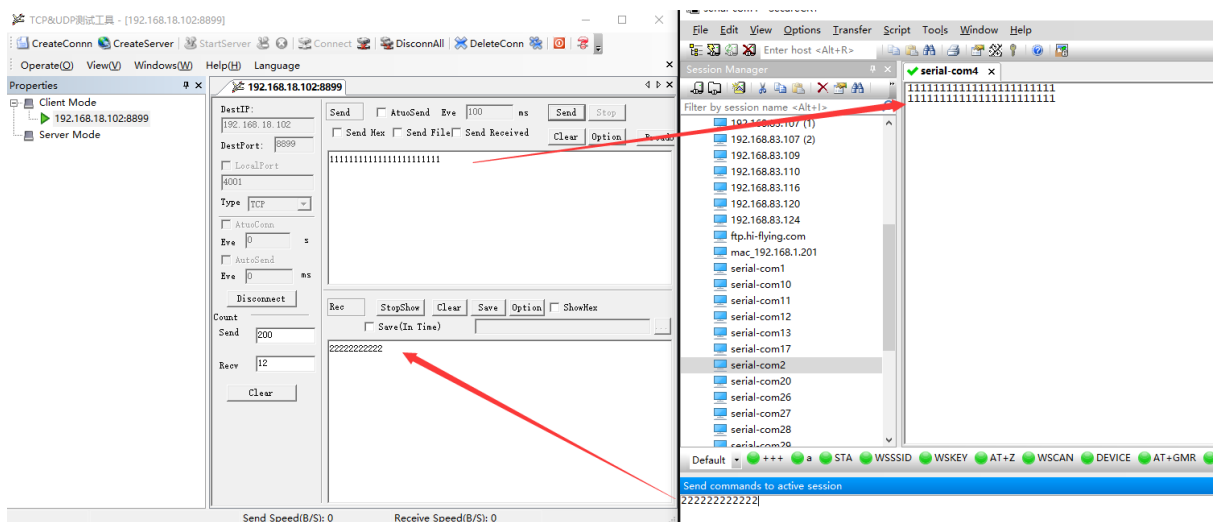 TCP&UDP测试工具 - [192.168.18.102:8899]
CreateConnn CreateServer StartServer Connect DisconnAll DeleteConn
Operate(O) View(V) Windows(W) Help(H) Language
Properties
Client Mode
192.168.18.102:8899
Server Mode
192.168.18.102:8899
DestIP:
192.168.18.102
DestPort: 8899
LocalPort
4001
Type TCP
AtuoConn
Eve 0 s
AutoSend
Eve 0 ms
Disconnect
Count
Send 200
Recv 12
Clear
Send AtuoSend Eve 100 ms Send Stop
Send Hex Send File Send Received Clear Option
1111111111111111111111
Rec StopShow Clear Save Option ShowHex
Save(In Time) ...
22222222222
Send Speed(B/S): 0 Receive Speed(B/S): 0
File Edit View Options Transfer Script Tools Window Help
Enter host <Alt+R>
Session Manager
Filter by session name <Alt+I>
192.168.83.107 (1)
192.168.83.107 (2)
192.168.83.109
192.168.83.110
192.168.83.116
192.168.83.120
192.168.83.124
ftp.hi-flying.com
mac_192.168.1.201
serial-com1
serial-com10
serial-com11
serial-com12
serial-com13
serial-com17
serial-com2
serial-com20
serial-com26
serial-com27
serial-com28
serial-com29
serial-com4
Default +++ a STA WSSSID WSKEY AT+Z WSCAN DEVICE AT+GMR
Send commands to active session
222222222222